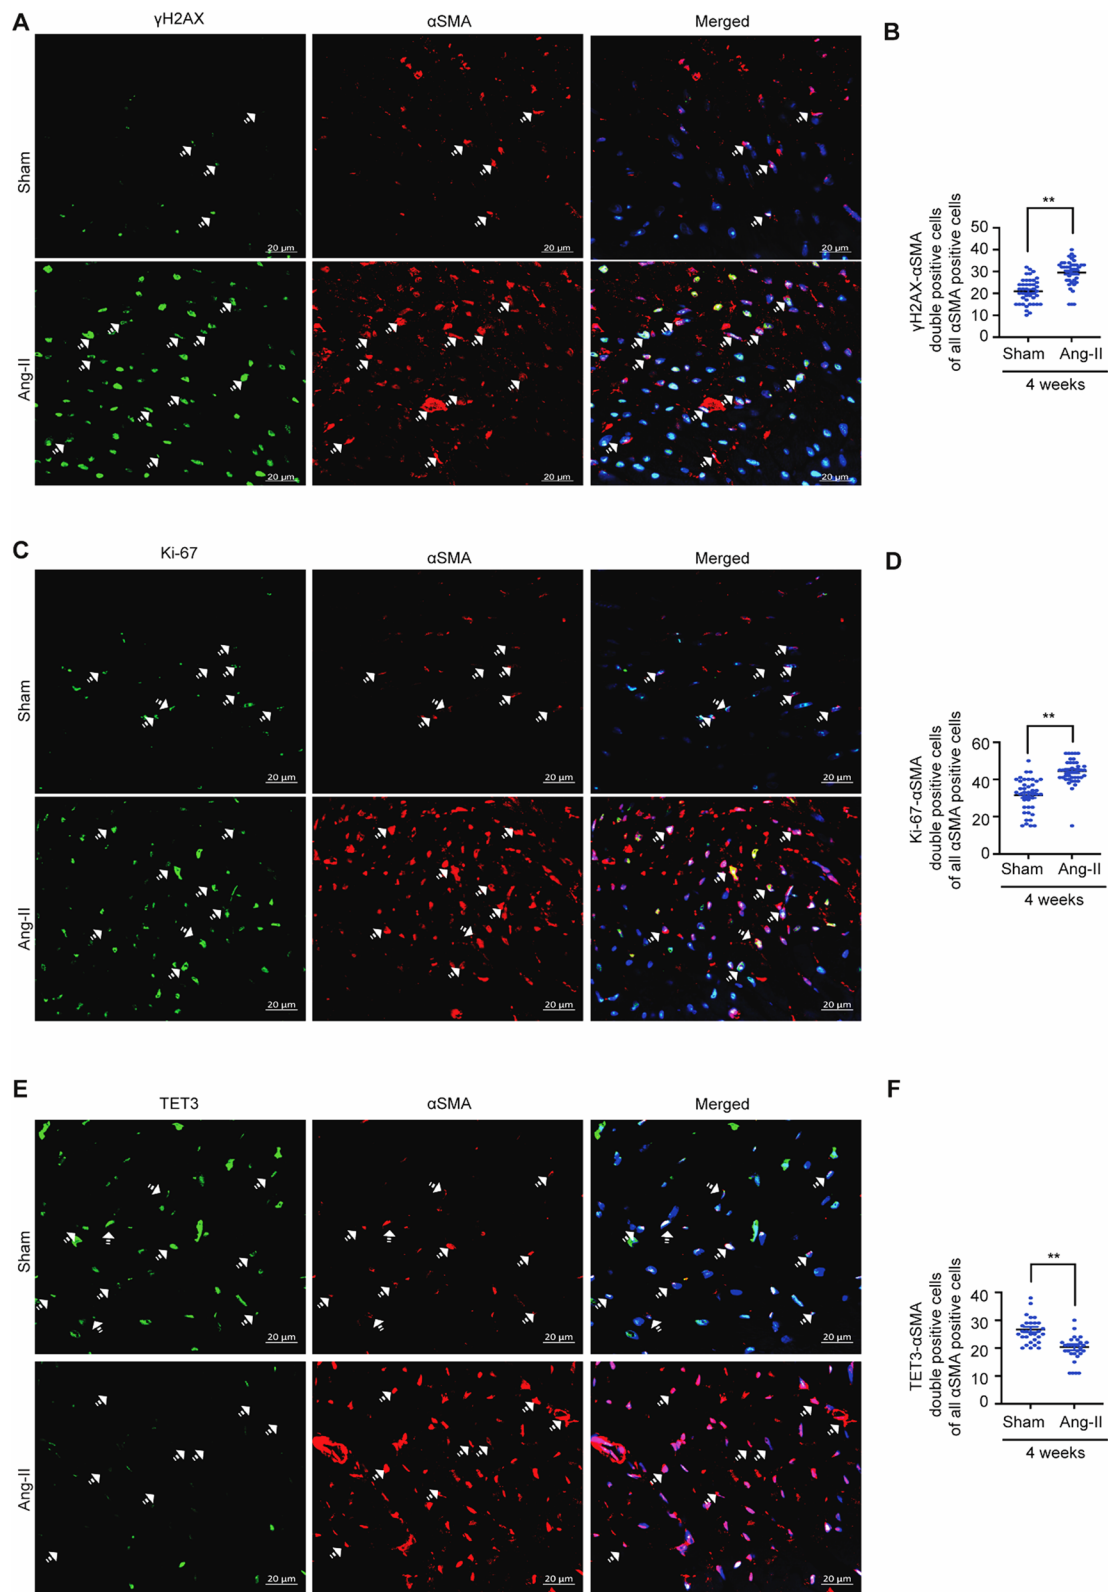 A
γH2AX
αSMA
Merged
Sham
20 μm
20 μm
20 μm
Ang-II
20 μm
20 μm
20 μm
B
γH2AX-αSMA
double positive cells
of all αSMA positive cells
50
40
30
20
10
0
**
Sham
Ang-II
4 weeks
C
Ki-67
αSMA
Merged
Sham
20 μm
20 μm
20 μm
Ang-II
20 μm
20 μm
20 μm
D
Ki-67-αSMA
double positive cells
of all αSMA positive cells
60
40
20
0
**
Sham
Ang-II
4 weeks
E
TET3
αSMA
Merged
Sham
20 μm
20 μm
20 μm
Ang-II
20 μm
20 μm
20 μm
F
TET3-αSMA
double positive cells
of all αSMA positive cells
40
30
20
10
0
**
Sham
Ang-II
4 weeks